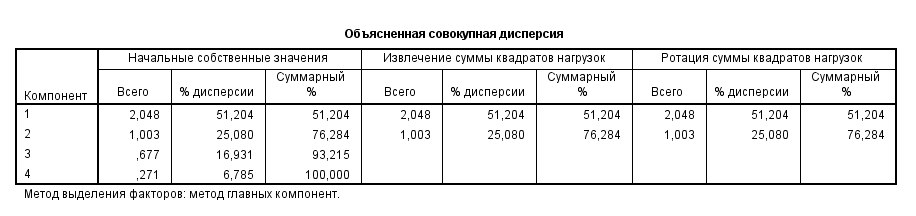 Объясненная совокупная дисперсия
Компонент Начальные собственные значения Извлечение суммы квадратов нагрузок Ротация суммы квадратов нагрузок
Всего % дисперсии Суммарный % Всего % дисперсии Суммарный % Всего % дисперсии Суммарный %
1 2,048 51,204 51,204 2,048 51,204 51,204 2,048 51,204 51,204
2 1,003 25,080 76,284 1,003 25,080 76,284 1,003 25,080 76,284
3 ,677 16,931 93,215
4 ,271 6,785 100,000
Метод выделения факторов: метод главных компонент.